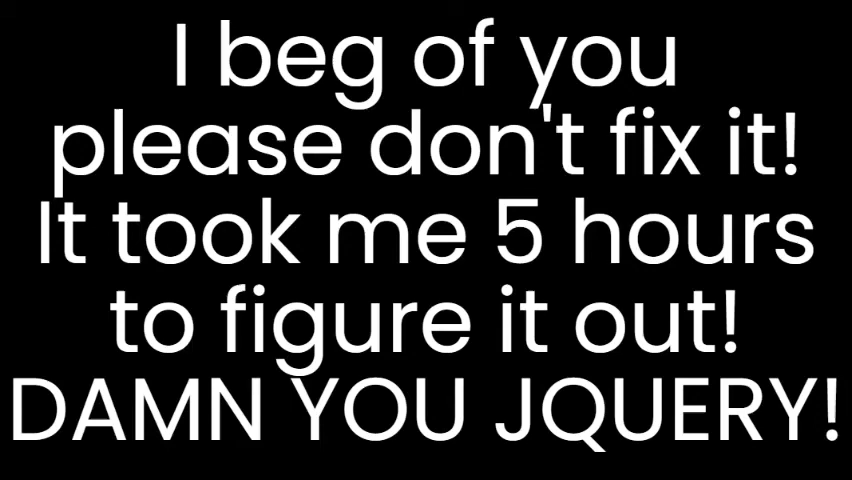 I beg of you
please don't fix it!
It took me 5 hours
to figure it out!
DAMN YOU JQUERY!